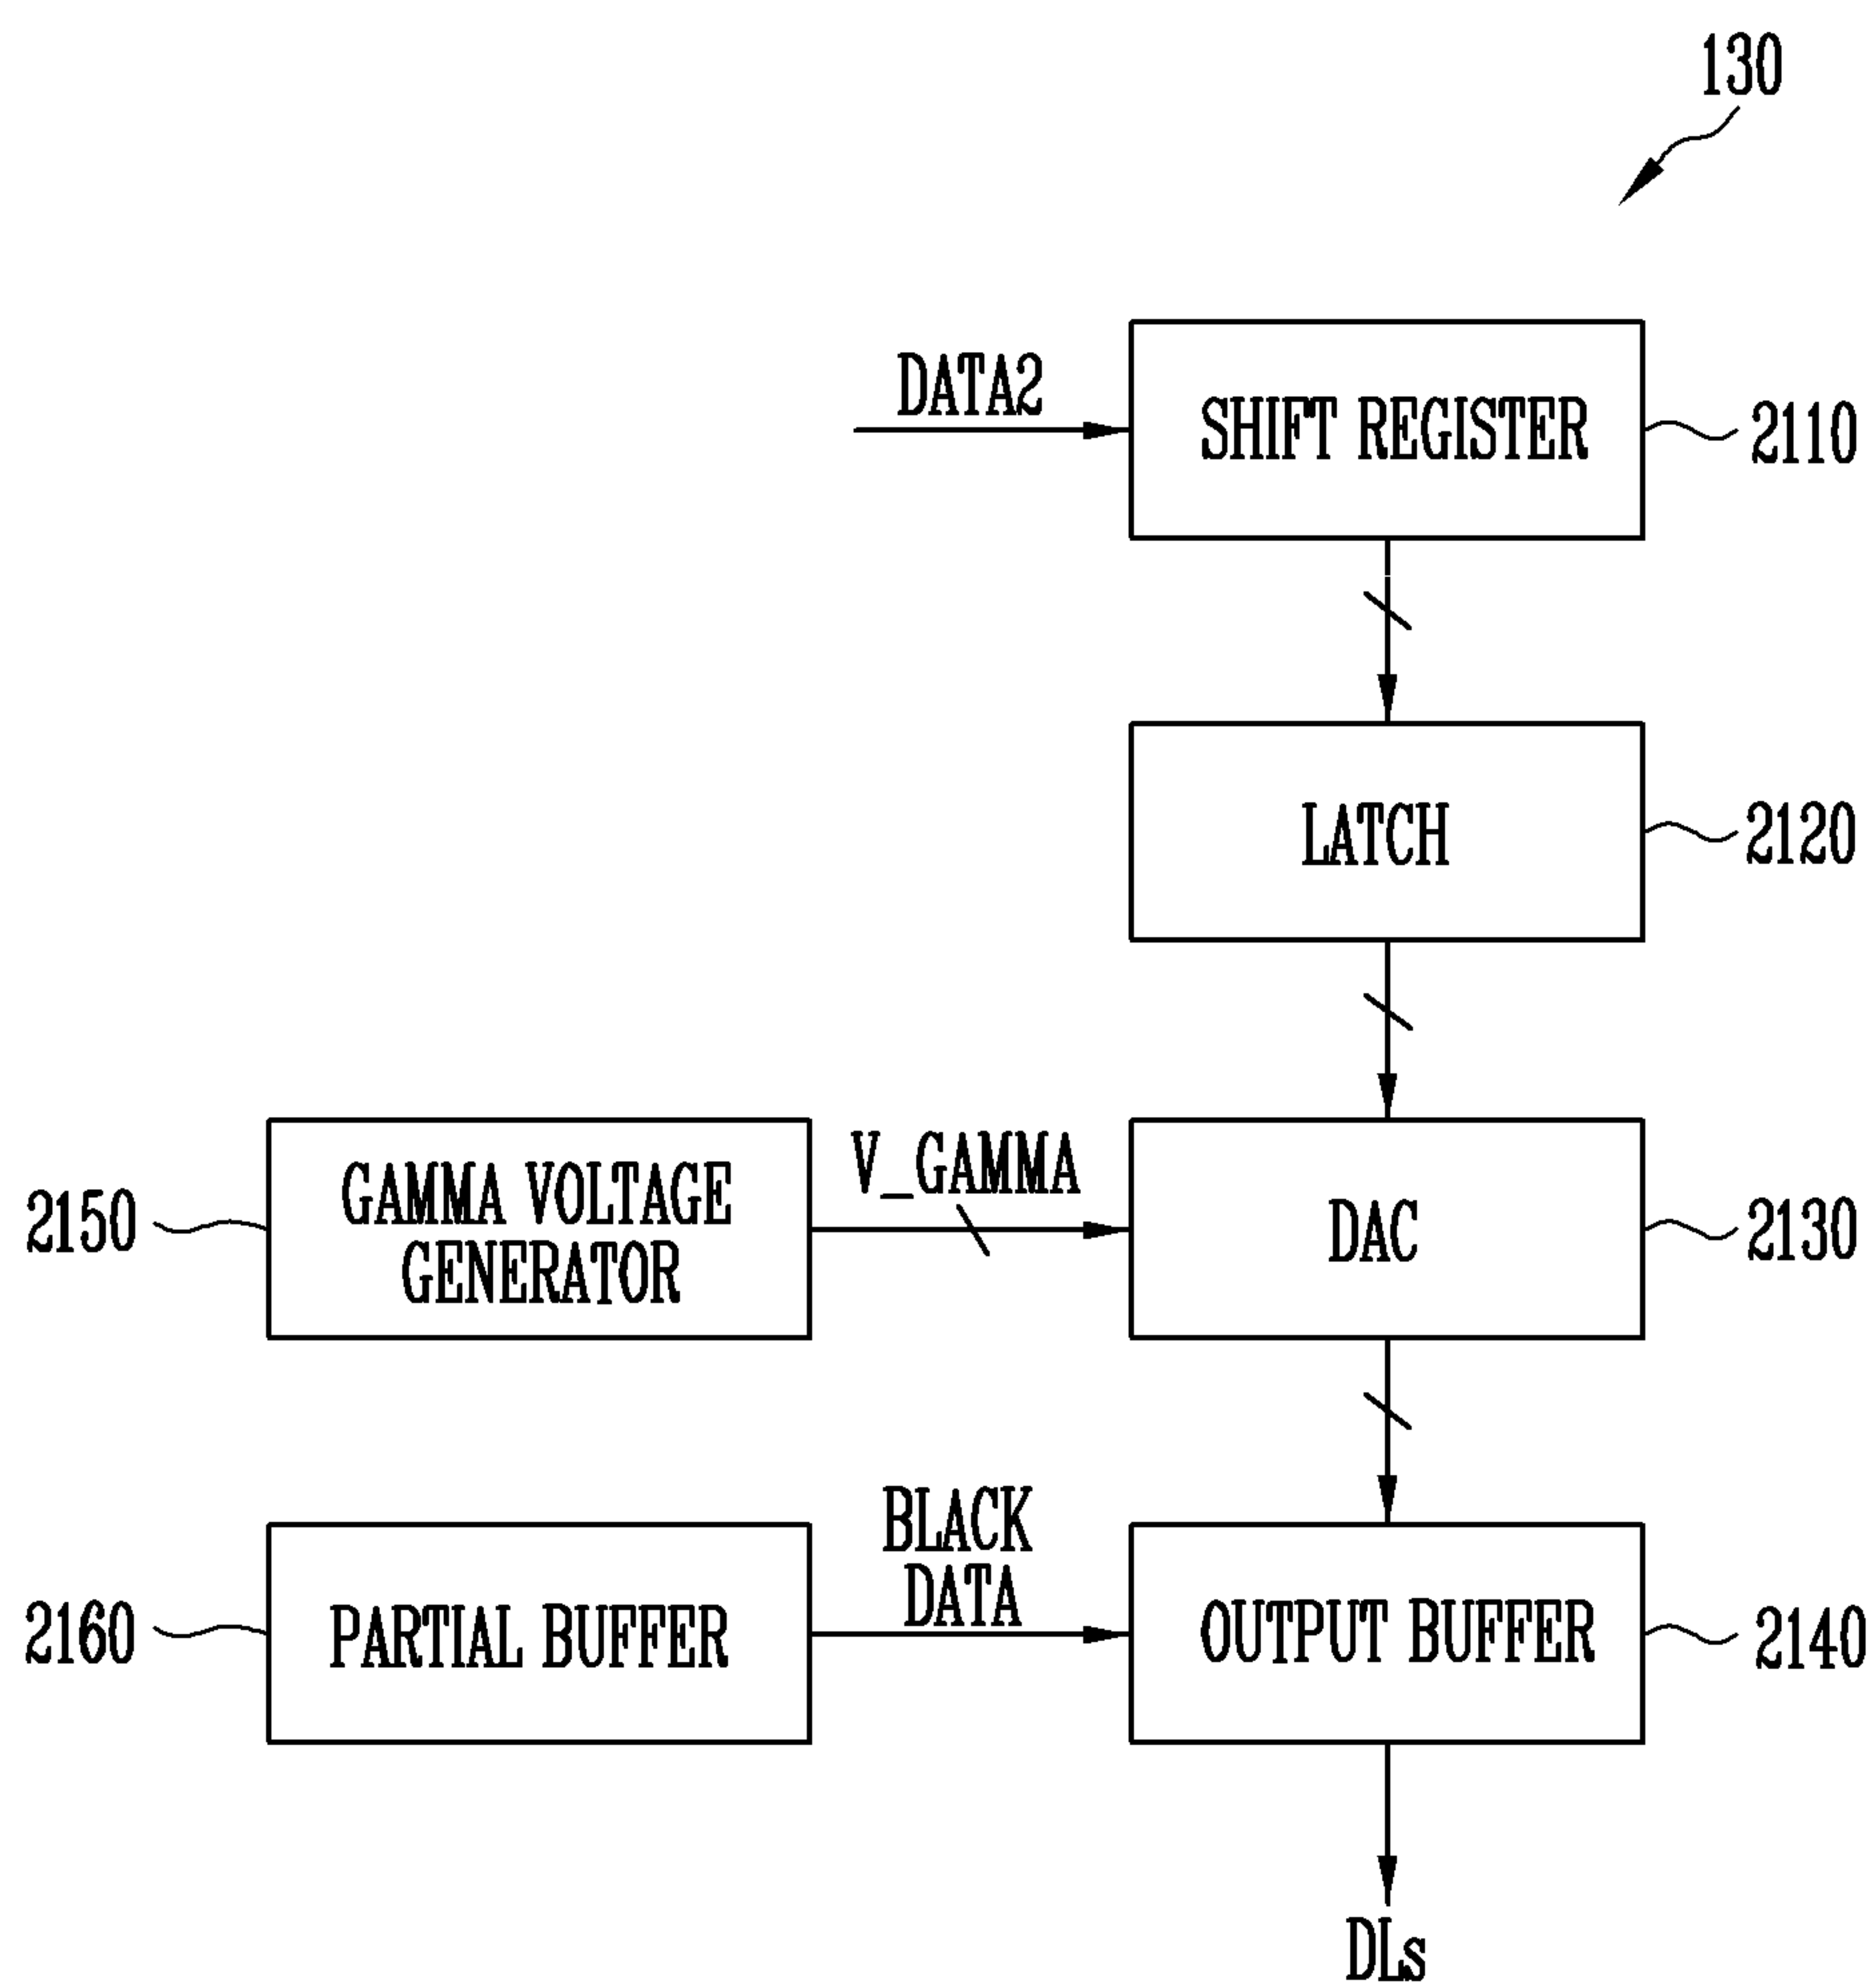 130
DATA2
SHIFT REGISTER
2110
LATCH
2120
2150
GAMMA VOLTAGE
GENERATOR
V_GAMMA
DAC
2130
2160
PARTIAL BUFFER
BLACK
DATA
OUTPUT BUFFER
2140
DLs